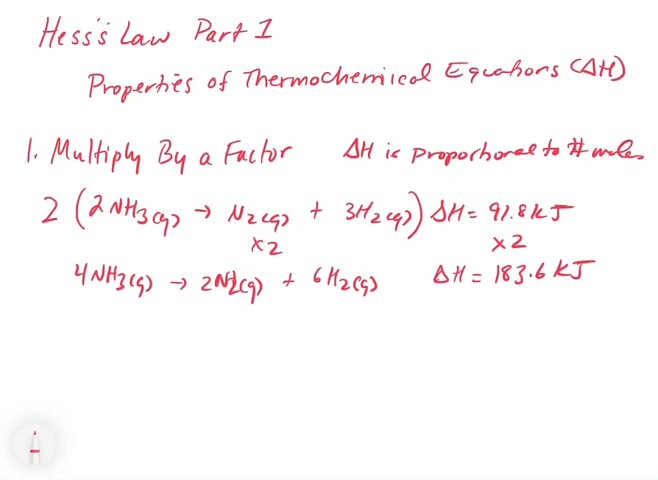 Hess's Law Part 1
Properties of Thermochemical Equations (ΔH)
1. Multiply By a Factor ΔH is proportional to # moles
2 (2NH3(g) → N2(g) + 3H2(g)) ΔH = 91.8 kJ
x2 x2
4NH3(g) → 2N2(g) + 6H2(g) ΔH = 183.6 kJ